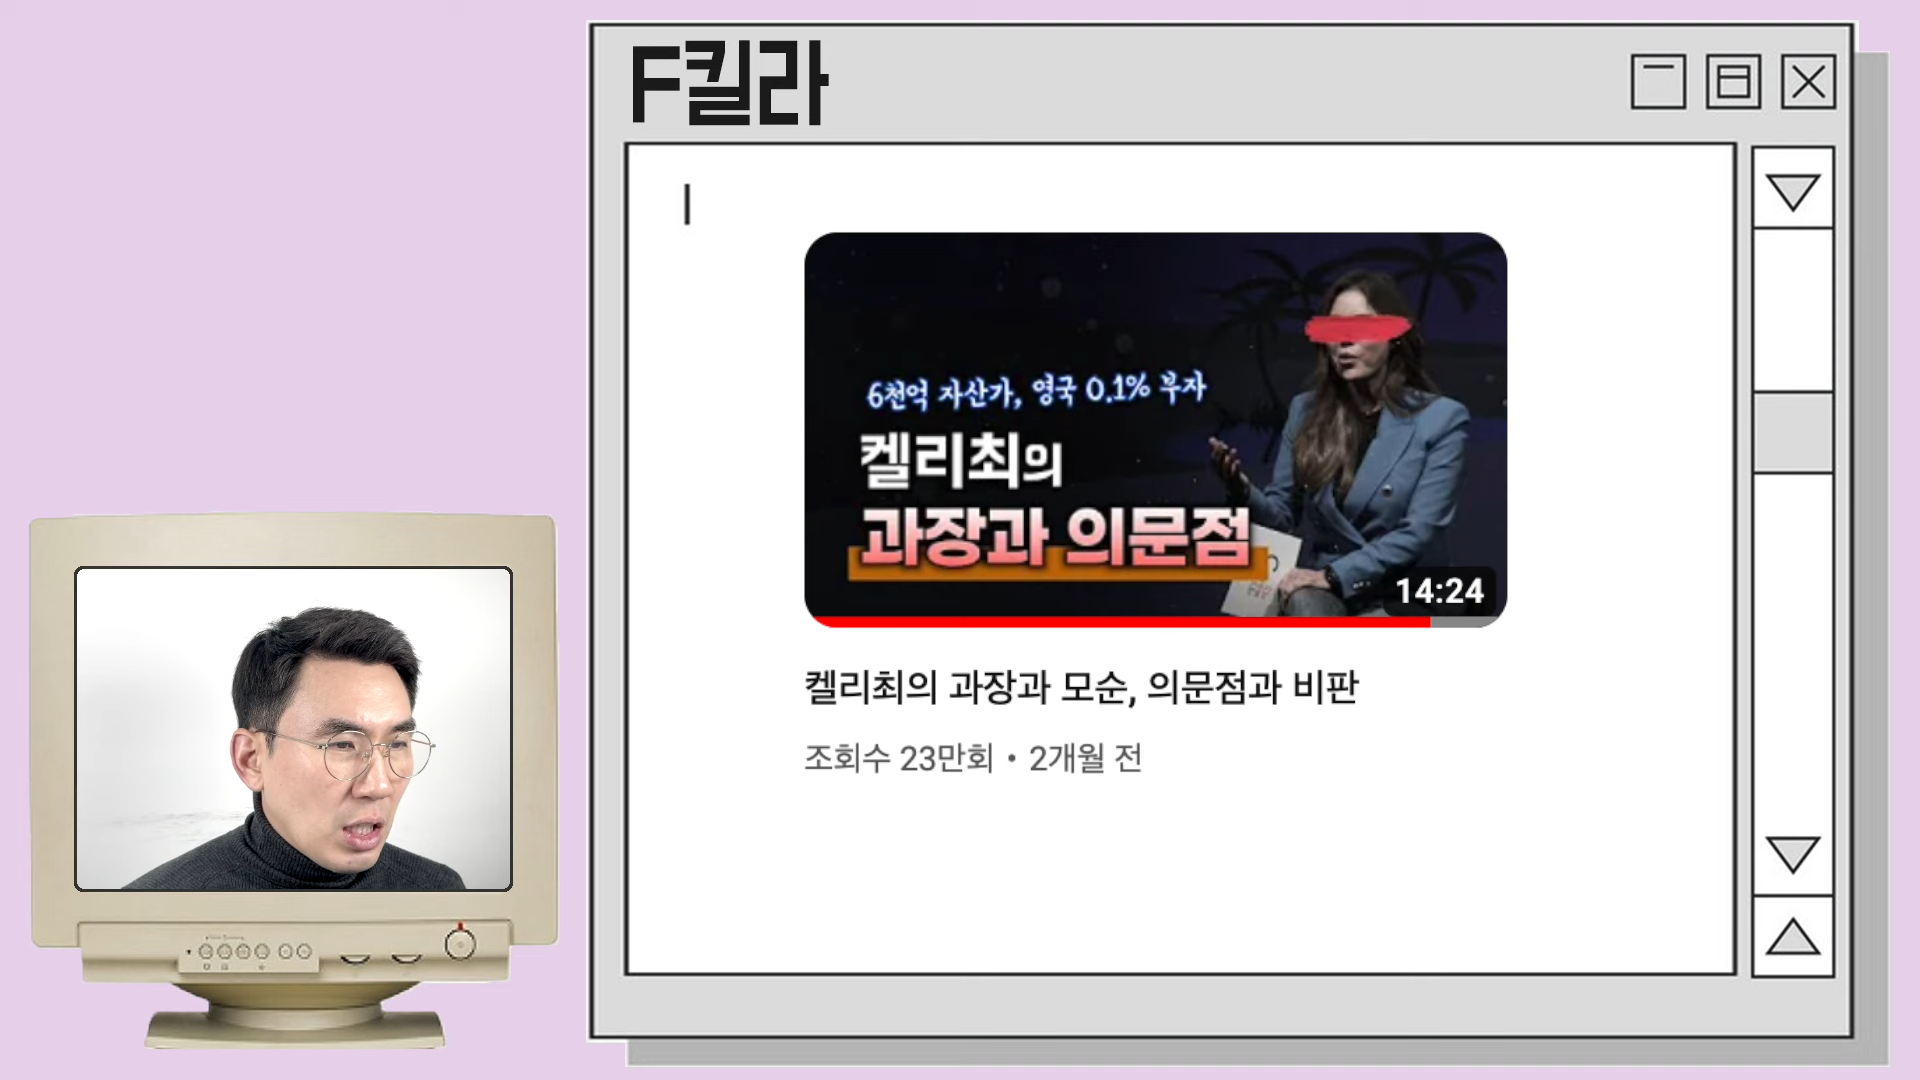 F킬라
6천억 자산가, 영국 0.1% 부자
켈리최의
과장과 의문점
14:24
켈리최의 과장과 모순, 의문점과 비판
조회수 23만회 • 2개월 전